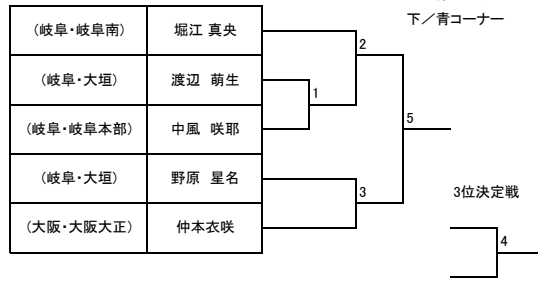 下／青コーナー
(岐阜・岐阜南) 堀江 真央
2
(岐阜・大垣) 渡辺 萌生
1
(岐阜・岐阜本部) 中風 咲耶
5
(岐阜・大垣) 野原 星名
3
3位決定戦
(大阪・大阪大正) 仲本衣咲
4